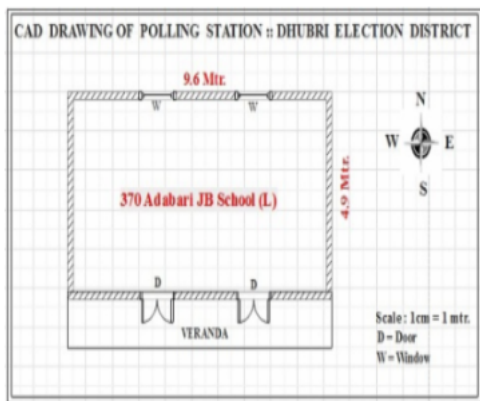 CAD DRAWING OF POLLING STATION :: DHUBRI ELECTION DISTRICT
9.6 Mtr.
W W
N
W E
S
370 Adabari JB School (L)
4.9 Mtr.
D D
VERANDA
Scale : 1cm = 1 mtr.
D = Door
W = Window